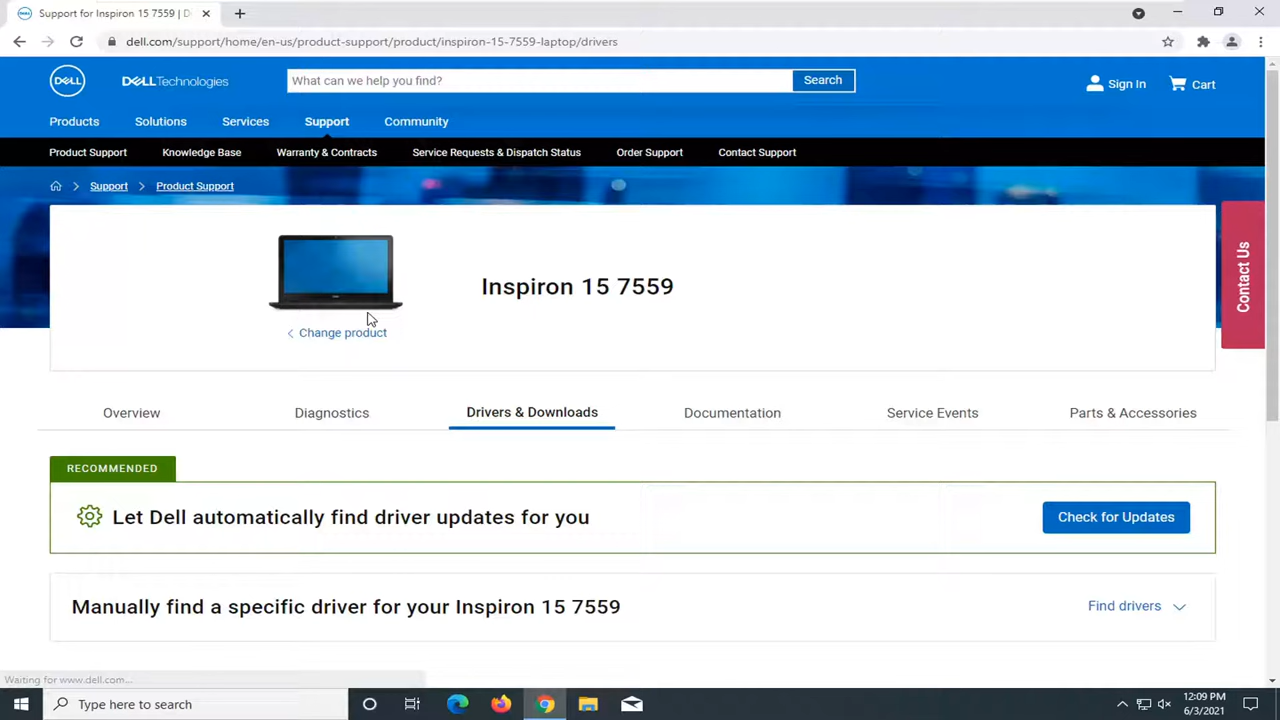 Support for Inspiron 15 7559 | D
dell.com/support/home/en-us/product-support/product/inspiron-15-7559-laptop/drivers
DELL
DELLTechnologies
What can we help you find?
Search
Sign In
Cart
Products
Solutions
Services
Support
Community
Product Support
Knowledge Base
Warranty & Contracts
Service Requests & Dispatch Status
Order Support
Contact Support
Support
Product Support
Contact Us
Inspiron 15 7559
Change product
Overview
Diagnostics
Drivers & Downloads
Documentation
Service Events
Parts & Accessories
RECOMMENDED
Let Dell automatically find driver updates for you
Check for Updates
Manually find a specific driver for your Inspiron 15 7559
Find drivers
Waiting for www.dell.com...
Type here to search
12:09 PM
6/3/2021